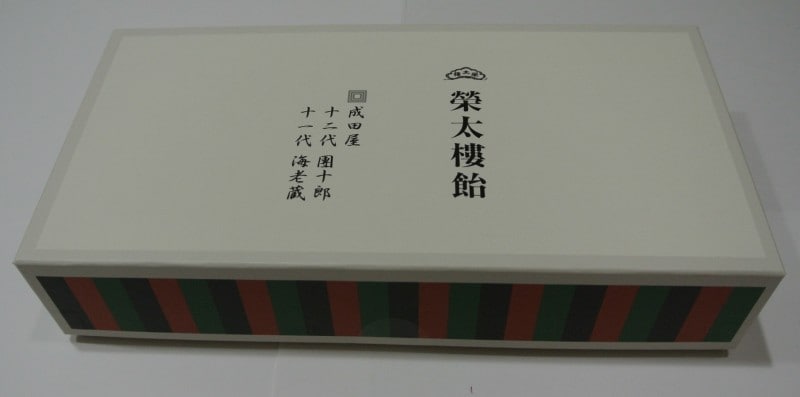 榮太樓
榮太樓飴
成田屋
十二代 團十郎
十一代 海老蔵